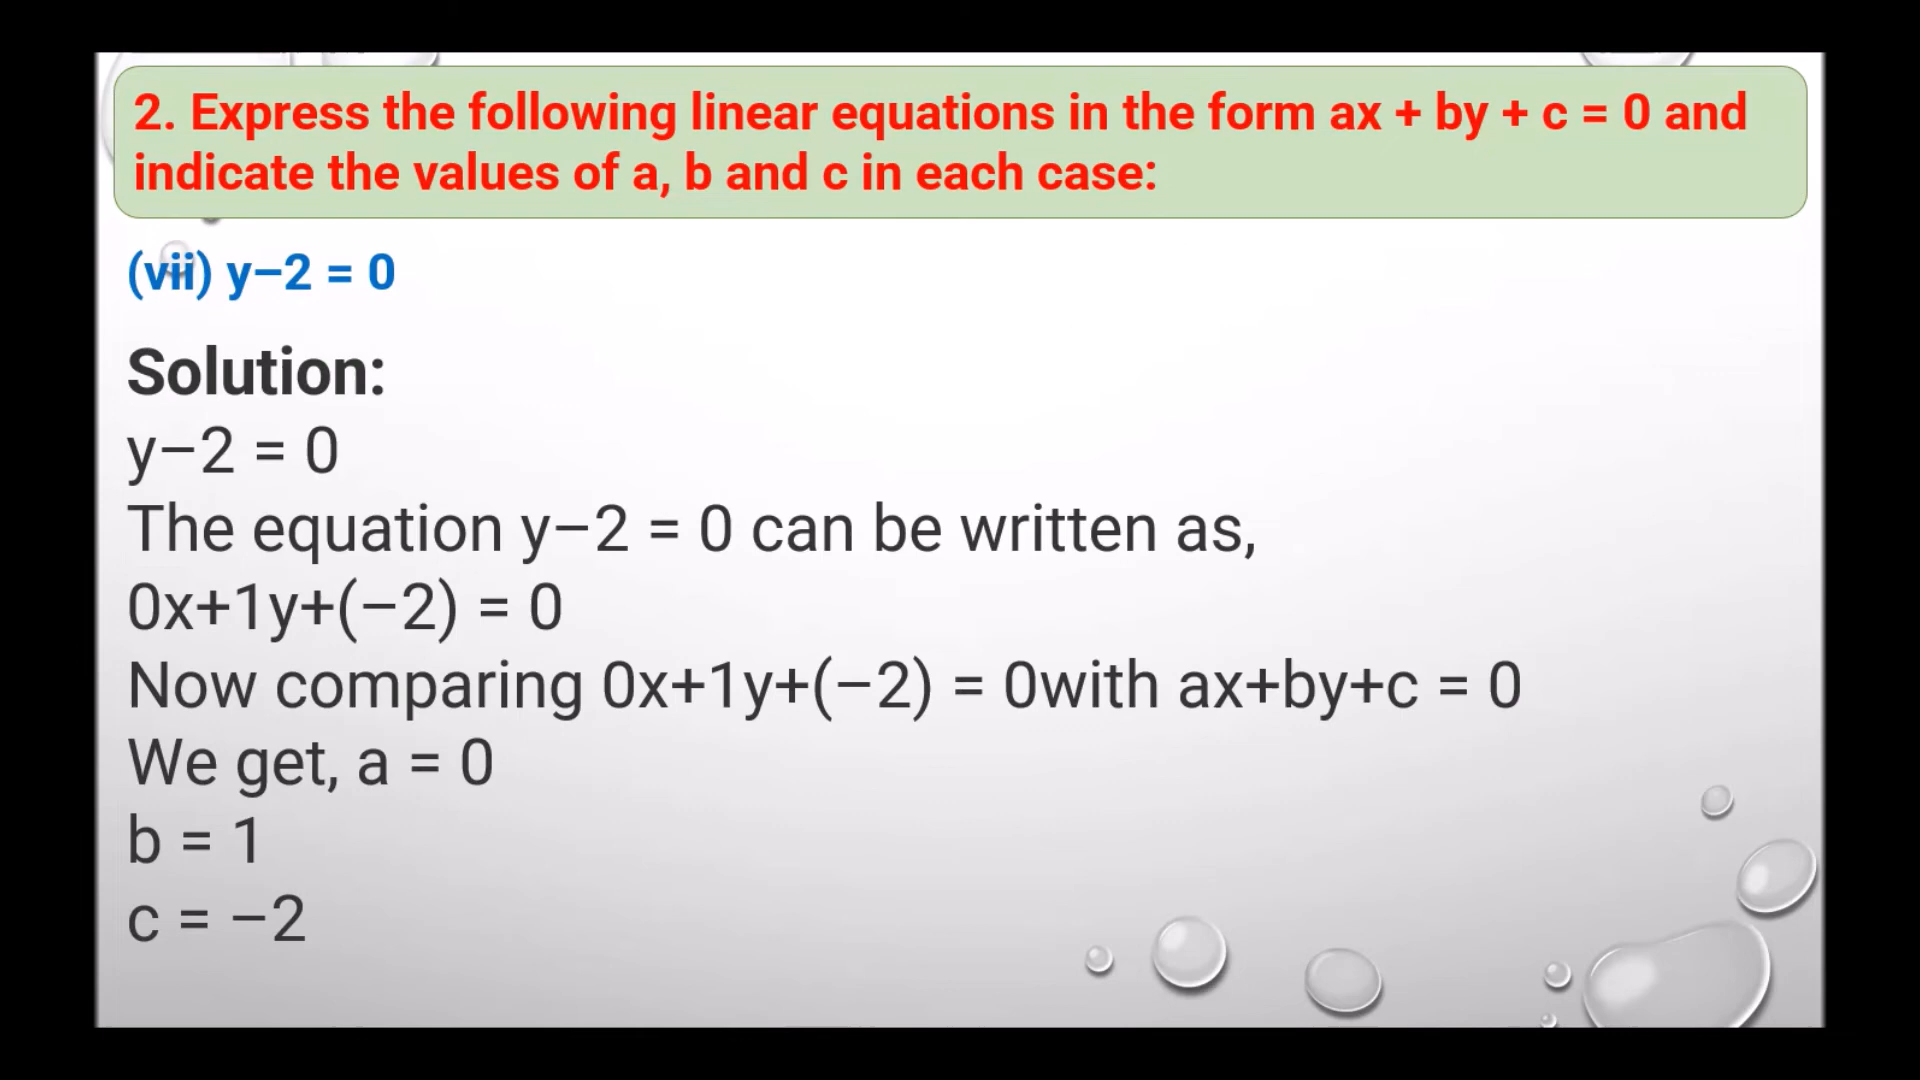 2. Express the following linear equations in the form ax + by + c = 0 and
indicate the values of a, b and c in each case:
(vii) y–2 = 0
Solution:
y–2 = 0
The equation y–2 = 0 can be written as,
0x+1y+(–2) = 0
Now comparing 0x+1y+(–2) = 0with ax+by+c = 0
We get, a = 0
b = 1
c = –2